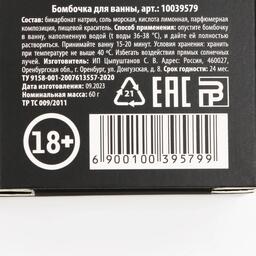 Бомбочка для ванны, арт.: 10039579
Состав: бикарбонат натрия, соль морская, кислота лимонная, парфюмерная
композиция, пищевой краситель. Способ применения: опустите бомбочку
в ванну, наполненную водой (t воды 36-38 °С), и дайте ей полностью
раствориться. Принимайте ванну 15-20 минут. Условия хранения: хранить
при температуре не выше 40 °С. Избегать воздействия прямых солнечных
лучей. Изготовитель: ИП Цыпуштанов С. В. Адрес: Россия, 460027,
Оренбургская обл., г. Оренбург, ул. Донгузская, д. 8. Срок годности: 24 мес.
ТУ 9158-001-2007613557-2020
Дата изготовления: 09.2023
Номинальная масса: 60 г
ТР ТС 009/2011
21
EAC
18+
6900100395799